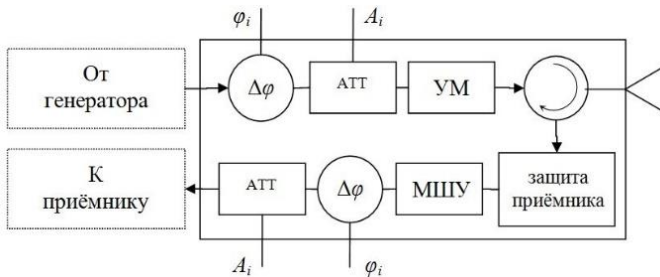 φi
Ai
От
генератора
Δφ
АТТ
УМ
К
приёмнику
АТТ
Δφ
МШУ
защита
приёмника
Ai
φi